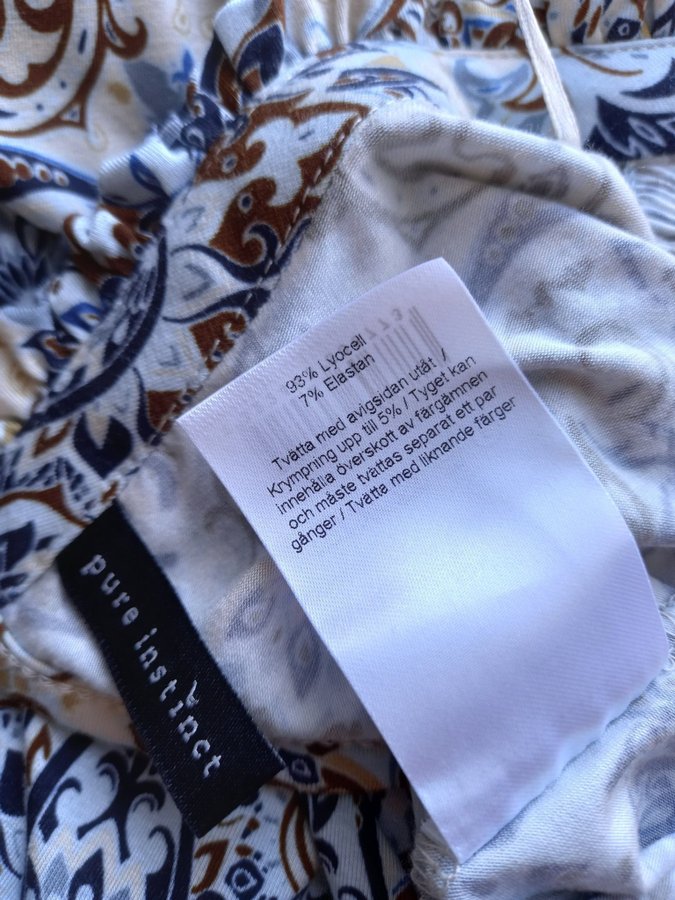 93% Lyocell
7% Elastan
Tvätta med avigsidan utåt /
Krympning upp till 5% / Tyget kan
innehålla överskott av färgämnen
och måste tvättas separat ett par
gånger / Tvätta med liknande färger
pure instinct